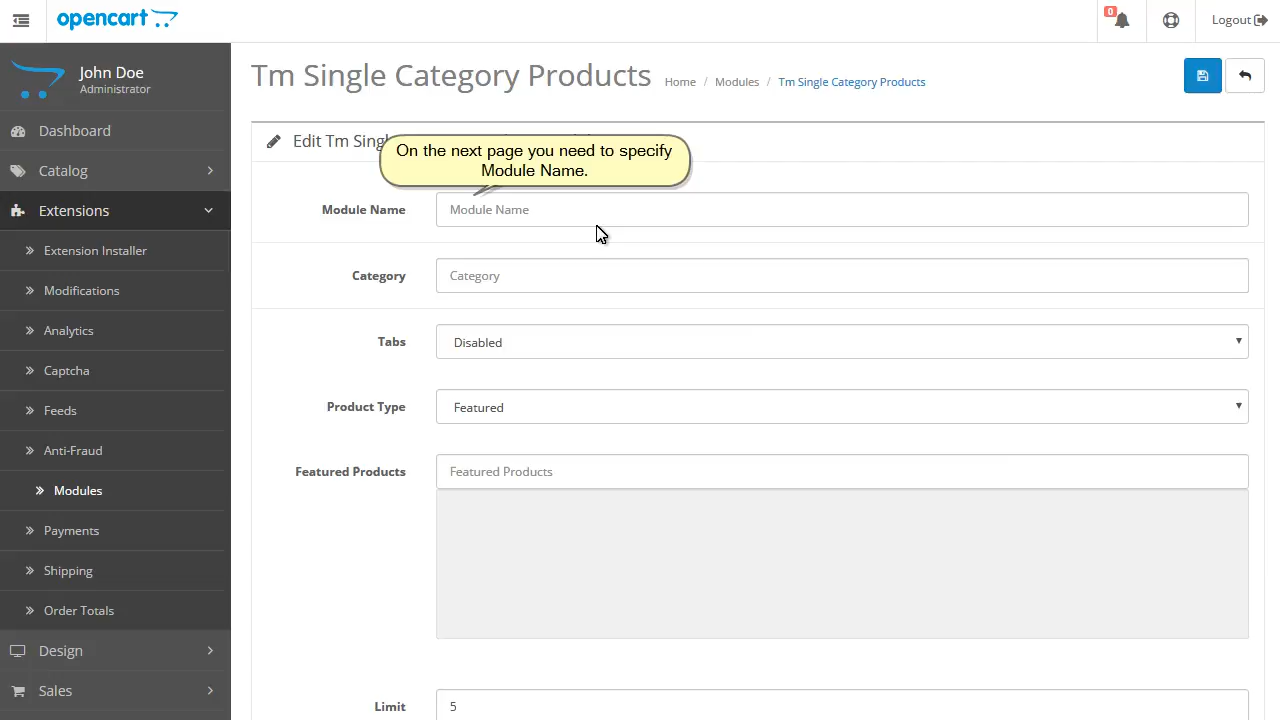 opencart
0
Logout
John Doe
Administrator
Tm Single Category Products
Home / Modules / Tm Single Category Products
Dashboard
Catalog
Extensions
Extension Installer
Modifications
Analytics
Captcha
Feeds
Anti-Fraud
Modules
Payments
Shipping
Order Totals
Design
Sales
Edit Tm Sing
On the next page you need to specify
Module Name.
Module Name Module Name
Category Category
Tabs Disabled
Product Type Featured
Featured Products Featured Products
Limit 5